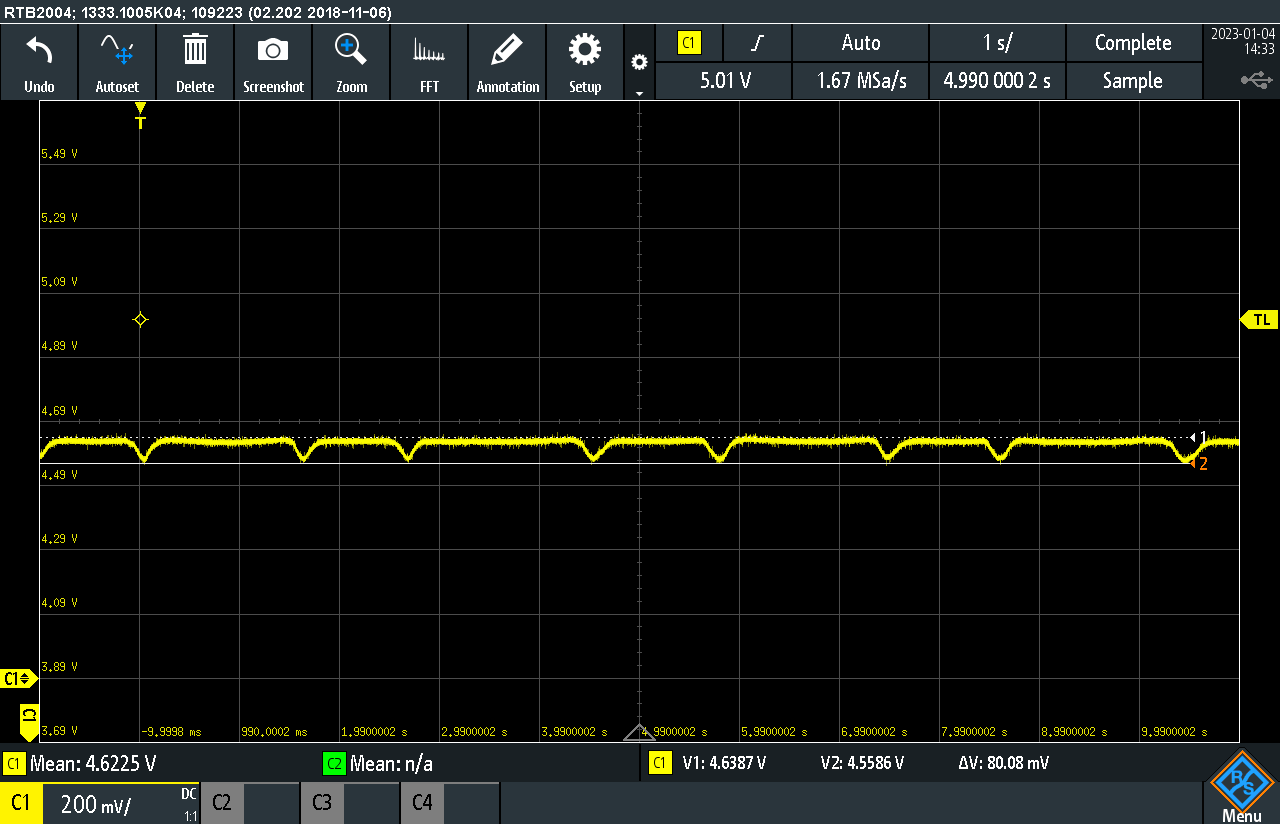 RTB2004; 1333.1005K04; 109223 (02.202 2018-11-06)
Undo Autoset Delete Screenshot Zoom FFT Annotation Setup
C1 Auto 1 s/ Complete
5.01 V 1.67 MSa/s 4.990 000 2 s Sample
2023-01-04
14:33
T
5.49 V
5.29 V
5.09 V
TL
4.89 V
4.69 V
1
2
4.49 V
4.29 V
4.09 V
3.89 V
C1
C1
3.69 V
-9.9998 ms 990.0002 ms 1.9900002 s 2.9900002 s 3.9900002 s 4.9900002 s 5.9900002 s 6.9900002 s 7.9900002 s 8.9900002 s 9.9900002 s
C1 Mean: 4.6225 V C2 Mean: n/a C1 V1: 4.6387 V V2: 4.5586 V ΔV: 80.08 mV
C1 200 mV/ DC 1:1 C2 C3 C4
R S
Menu